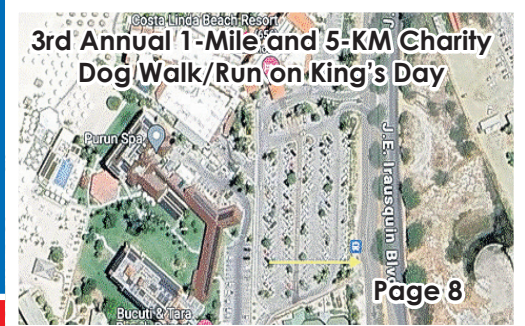 Costa Linda Beach Resort
3rd Annual 1-Mile and 5-KM Charity
Dog Walk/Run on King's Day
Purun Spa
J.E. Irausquin Blvd
Page 8
Bucuti & Tara